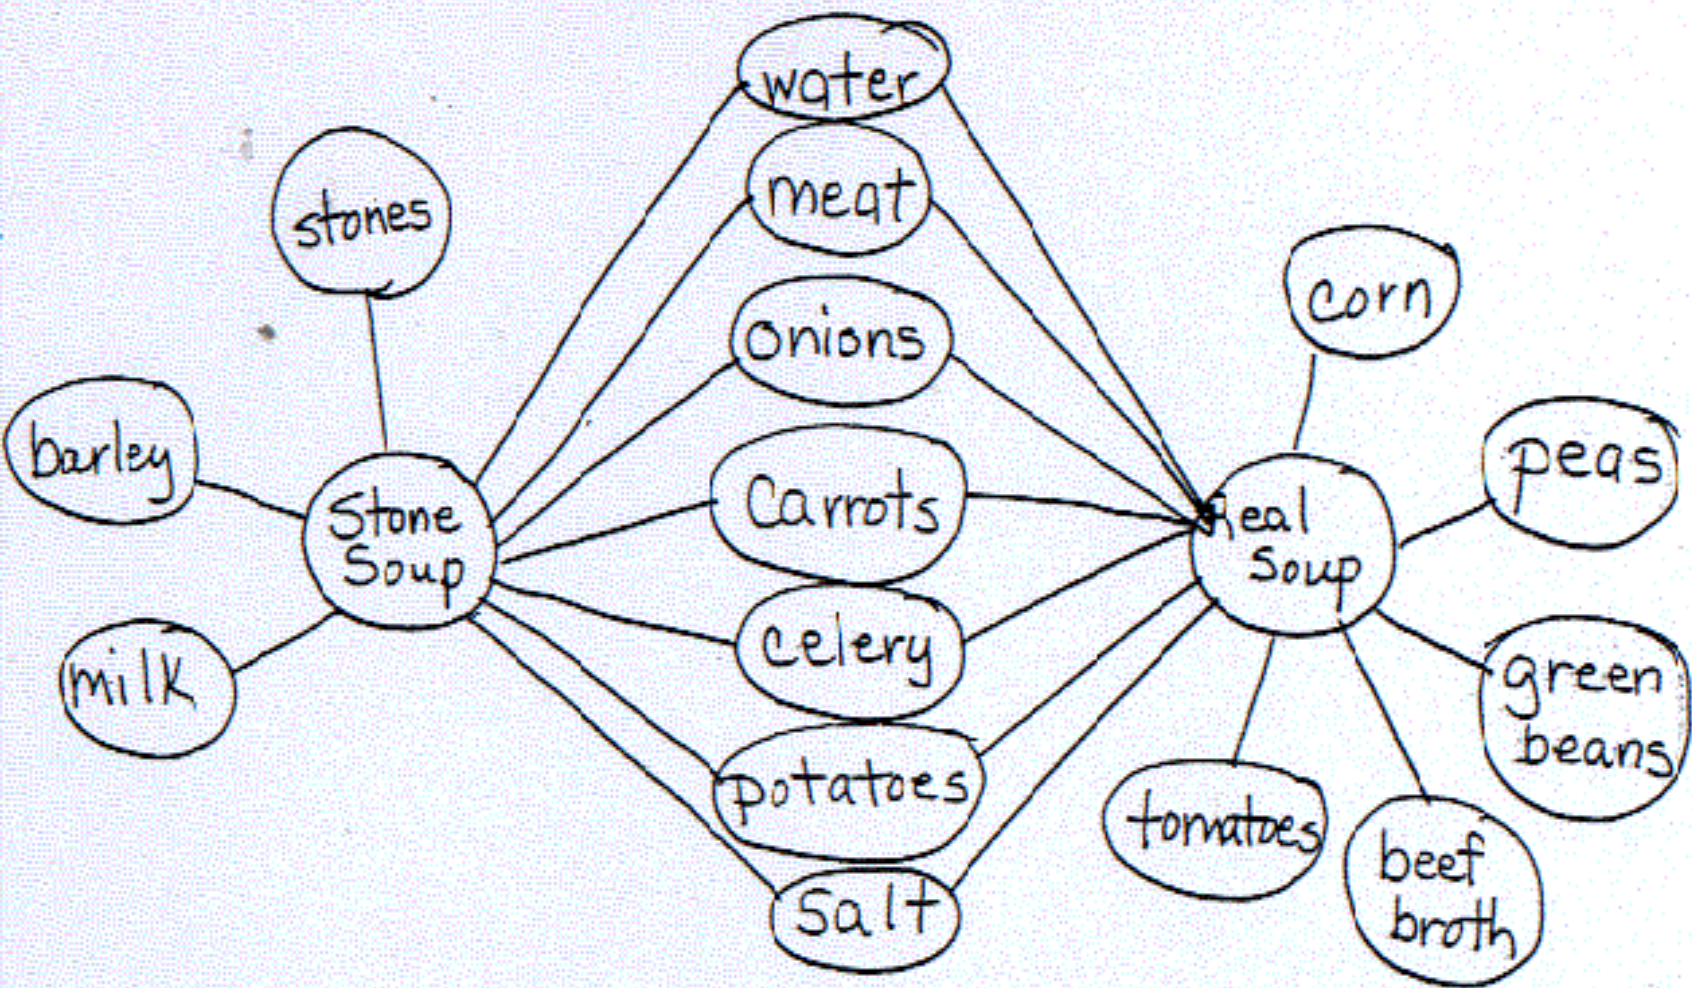 water
meat
onions
Carrots
celery
potatoes
Salt
stones
barley
milk
Stone
Soup
Real
Soup
corn
peas
green
beans
tomatoes
beef
broth